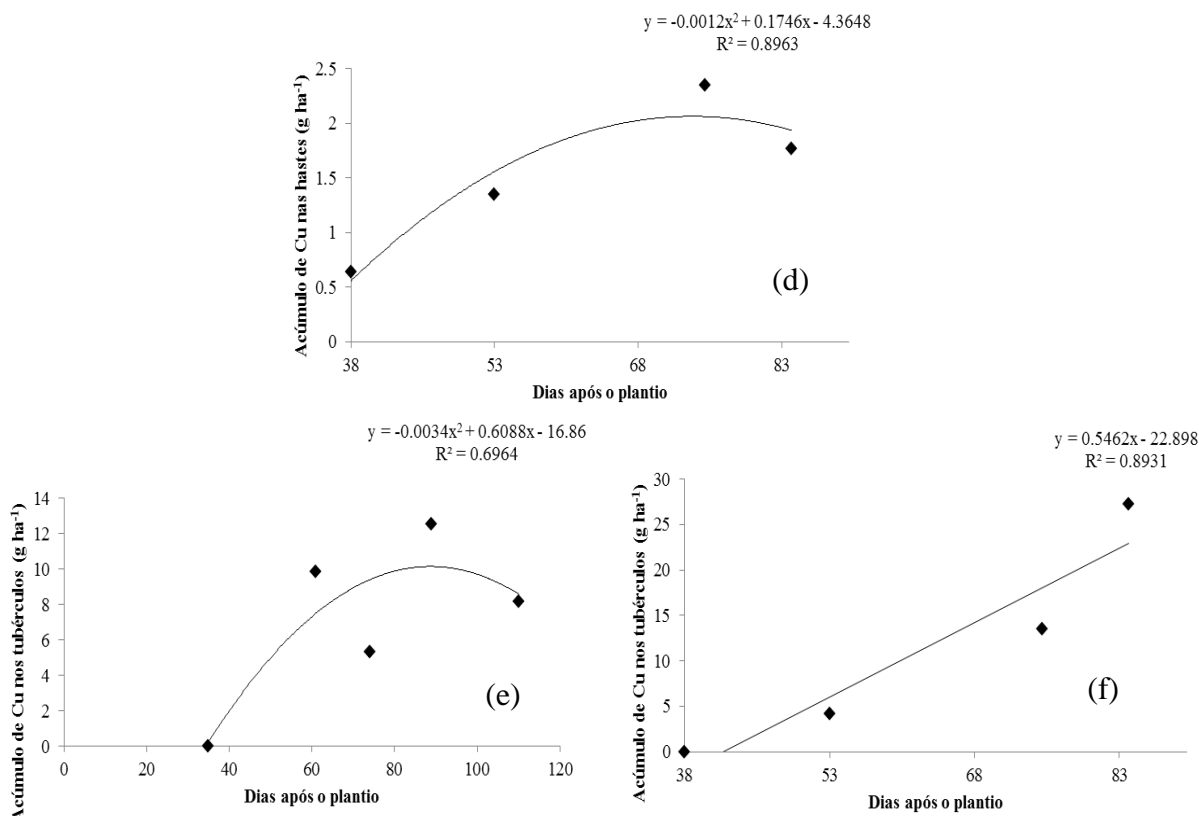 y = -0.0012x² + 0.1746x - 4.3648
R² = 0.8963
Acúmulo de Cu nas hastes (g ha⁻¹)
2.5
2
1.5
1
0.5
0
(d)
38 53 68 83
Dias após o plantio
y = -0.0034x² + 0.6088x - 16.86
R² = 0.6964
Acúmulo de Cu nos tubérculos (g ha⁻¹)
14
12
10
8
6
4
2
0
(e)
0 20 40 60 80 100 120
Dias após o plantio
y = 0.5462x - 22.898
R² = 0.8931
Acúmulo de Cu nos tubérculos (g ha⁻¹)
30
25
20
15
10
5
0
(f)
38 53 68 83
Dias após o plantio